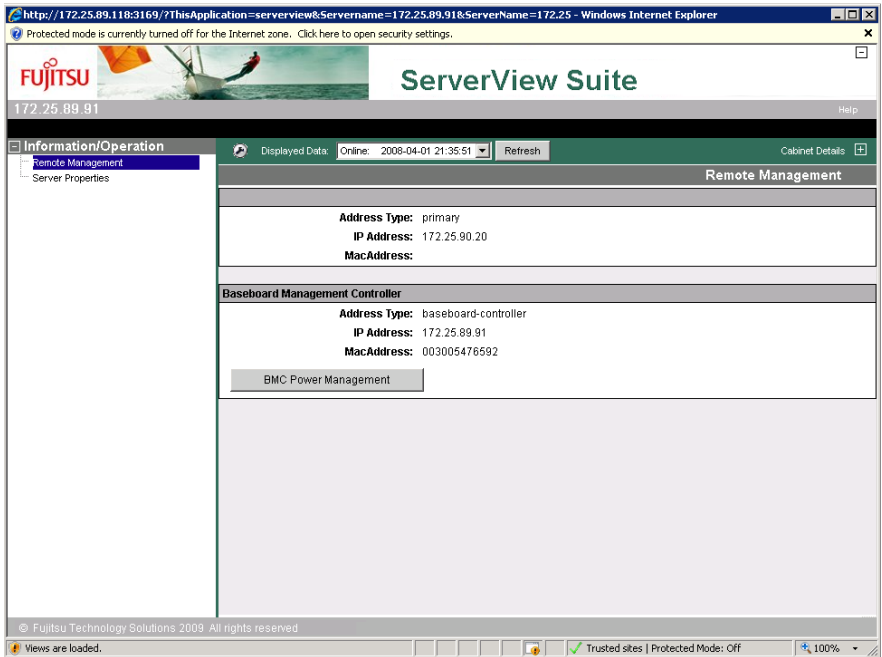 http://172.25.89.118:3169/?ThisApplication=serverview&Servername=172.25.89.91&ServerName=172.25 - Windows Internet Explorer
Protected mode is currently turned off for the Internet zone. Click here to open security settings.
FUJITSU
ServerView Suite
172.25.89.91
Help
Information/Operation
Remote Management
Server Properties
Displayed Data: Online: 2008-04-01 21:35:51 Refresh
Cabinet Details
Remote Management
Address Type: primary
IP Address: 172.25.90.20
MacAddress:
Baseboard Management Controller
Address Type: baseboard-controller
IP Address: 172.25.89.91
MacAddress: 003005476592
BMC Power Management
© Fujitsu Technology Solutions 2009 All rights reserved
Views are loaded.
Trusted sites | Protected Mode: Off
100%